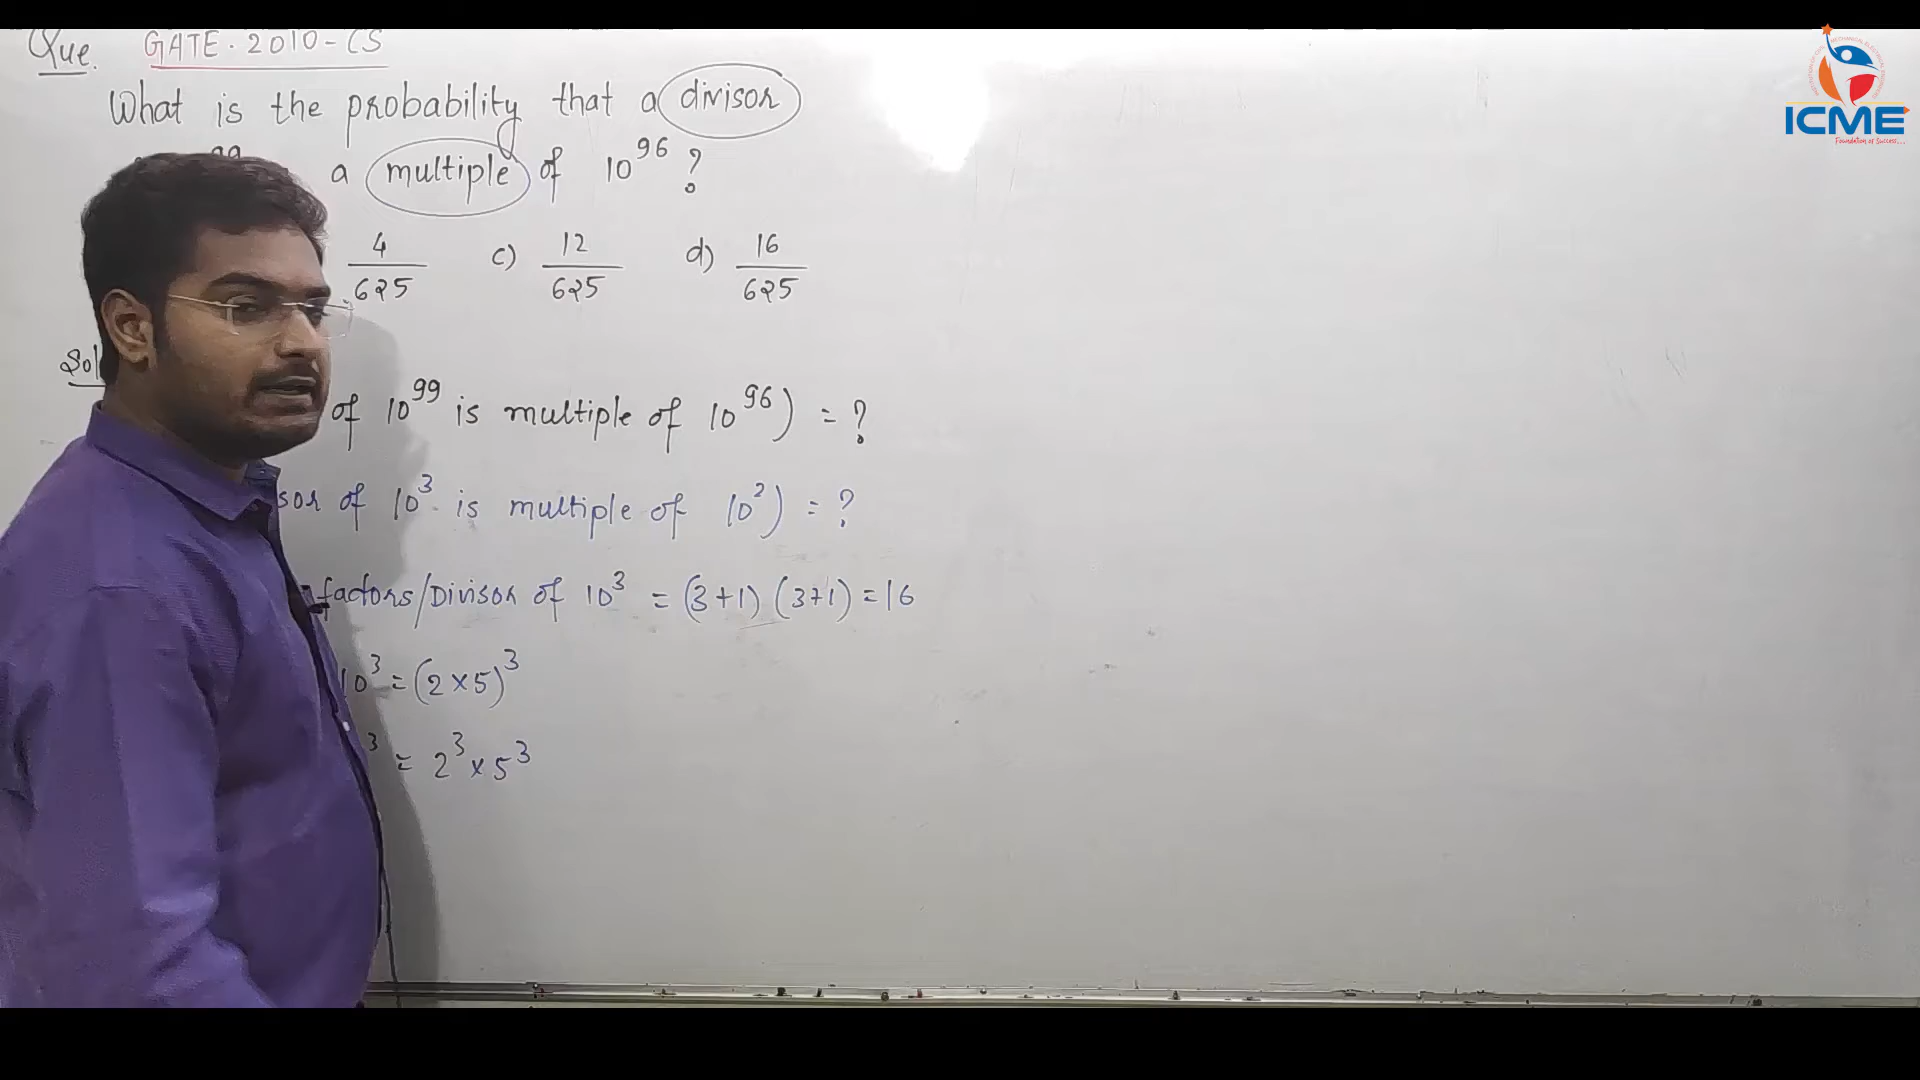 Que. GATE. 2010-CS
What is the probability that a divisor
a multiple of 10^96 ?
4/625 c) 12/625 d) 16/625
Sol
of 10^99 is multiple of 10^96) = ?
sor of 10^3 is multiple of 10^2) = ?
factors/Divisor of 10^3 = (3+1) (3+1) = 16
10^3 = (2×5)^3
3 = 2^3 × 5^3
ICME
Foundation of Success...